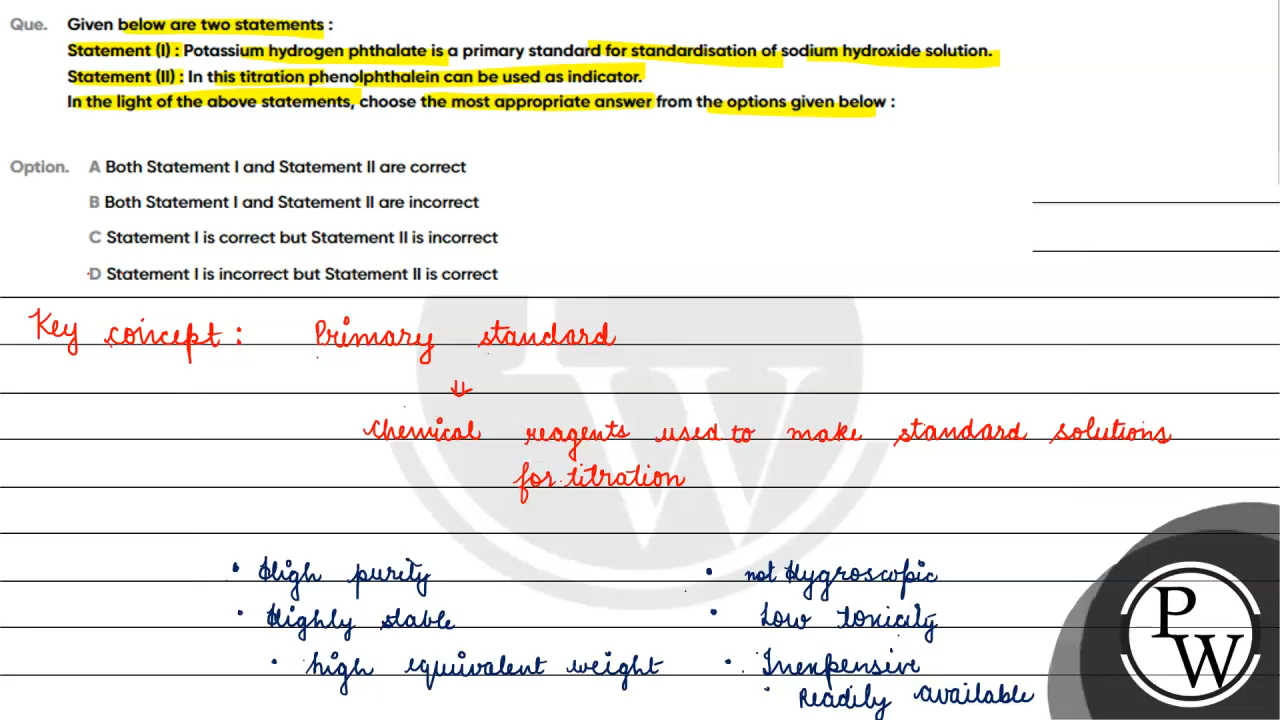 Que. Given below are two statements :
Statement (I) : Potassium hydrogen phthalate is a primary standard for standardisation of sodium hydroxide solution.
Statement (II) : In this titration phenolphthalein can be used as indicator.
In the light of the above statements, choose the most appropriate answer from the options given below :
Option. A Both Statement I and Statement II are correct
B Both Statement I and Statement II are incorrect
C Statement I is correct but Statement II is incorrect
D Statement I is incorrect but Statement II is correct
Key concept : Primary standard
⇓
chemical reagents used to make standard solutions
for titration
• High purity
• Highly stable
• high equivalent weight
• not Hygroscopic
• Low toxicity
• Inexpensive
• Readily available
P
W